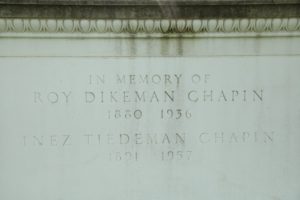 IN MEMORY OF
ROY DIKEMAN CHAPIN
1880 1936
INEZ TIEDEMAN CHAPIN
1891 1957